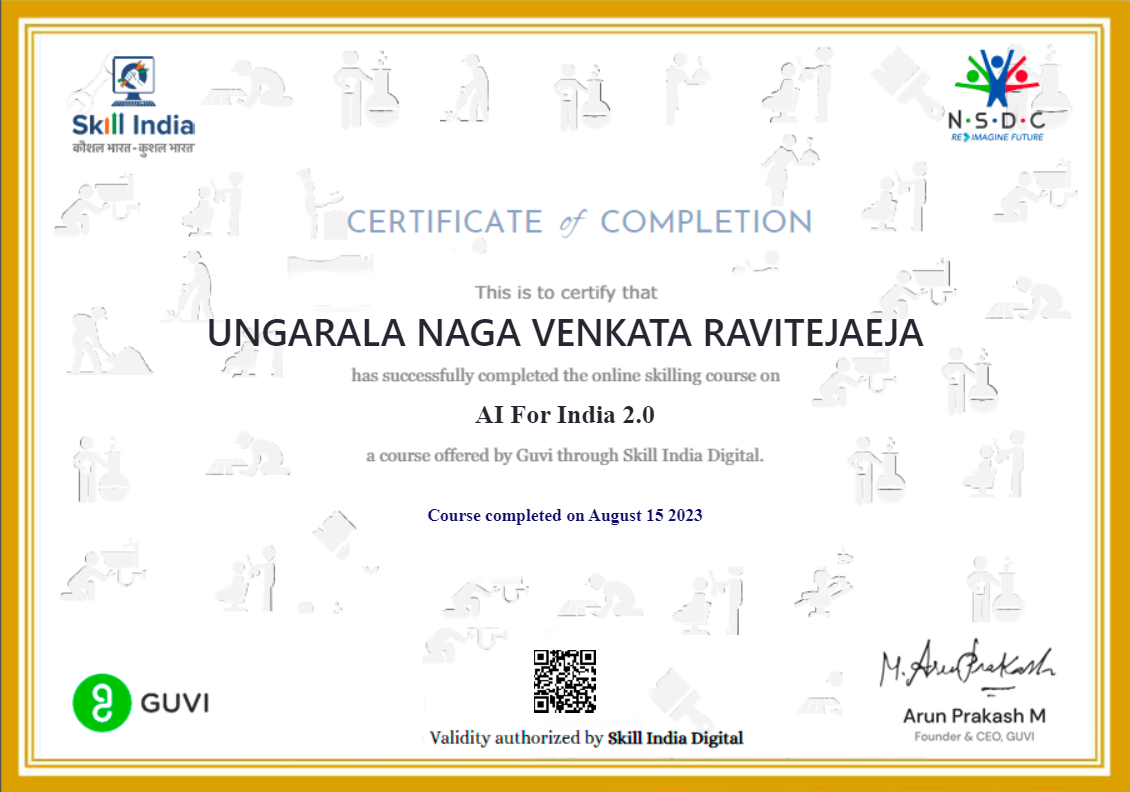 Skill India
कौशल भारत - कुशल भारत
N·S·D·C
RE IMAGINE FUTURE
CERTIFICATE of COMPLETION
This is to certify that
UNGARALA NAGA VENKATA RAVITEJAEJA
has successfully completed the online skilling course on
AI For India 2.0
a course offered by Guvi through Skill India Digital.
Course completed on August 15 2023
GUVI
Validity authorized by Skill India Digital
M. Arun Prakash
Arun Prakash M
Founder & CEO, GUVI